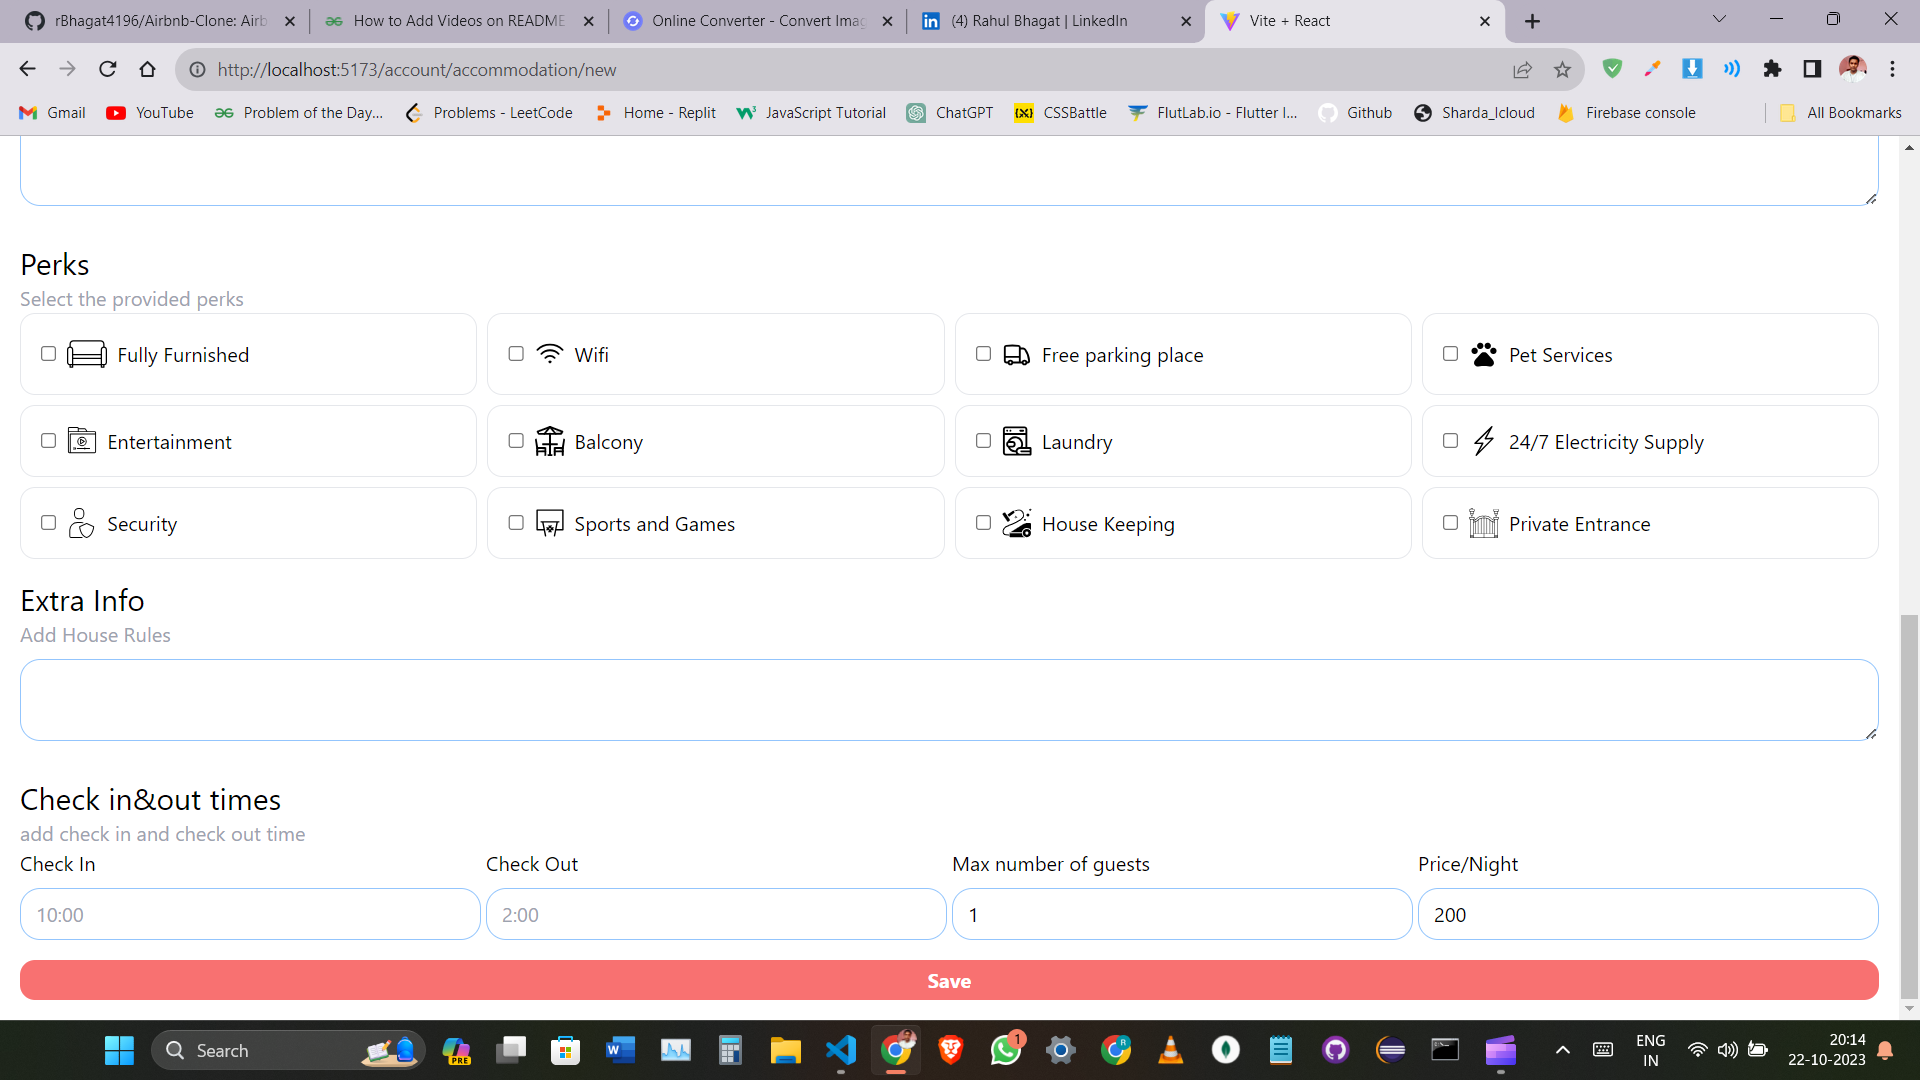 rBhagat4196/Airbnb-Clone: Airb
How to Add Videos on README
Online Converter - Convert Imag
(4) Rahul Bhagat | LinkedIn
Vite + React
http://localhost:5173/account/accommodation/new
Gmail
YouTube
Problem of the Day...
Problems - LeetCode
Home - Replit
JavaScript Tutorial
ChatGPT
CSSBattle
FlutLab.io - Flutter I...
Github
Sharda_Icloud
Firebase console
All Bookmarks
Perks
Select the provided perks
Fully Furnished
Wifi
Free parking place
Pet Services
Entertainment
Balcony
Laundry
24/7 Electricity Supply
Security
Sports and Games
House Keeping
Private Entrance
Extra Info
Add House Rules
Check in&out times
add check in and check out time
Check In
Check Out
Max number of guests
Price/Night
10:00
2:00
1
200
Save
Search
PRE
1
ENG
IN
20:14
22-10-2023